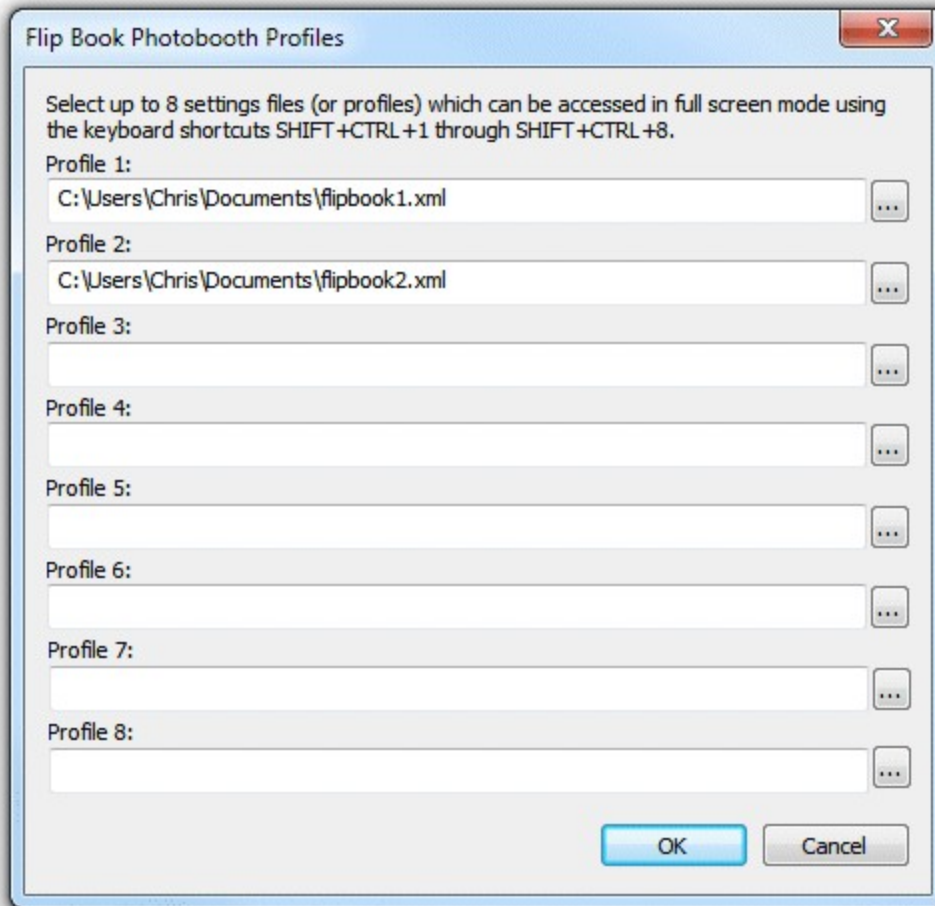 Flip Book Photobooth Profiles
Select up to 8 settings files (or profiles) which can be accessed in full screen mode using
the keyboard shortcuts SHIFT+CTRL+1 through SHIFT+CTRL+8.
Profile 1:
C:\Users\Chris\Documents\flipbook1.xml
...
Profile 2:
C:\Users\Chris\Documents\flipbook2.xml
...
Profile 3:
...
Profile 4:
...
Profile 5:
...
Profile 6:
...
Profile 7:
...
Profile 8:
...
OK
Cancel